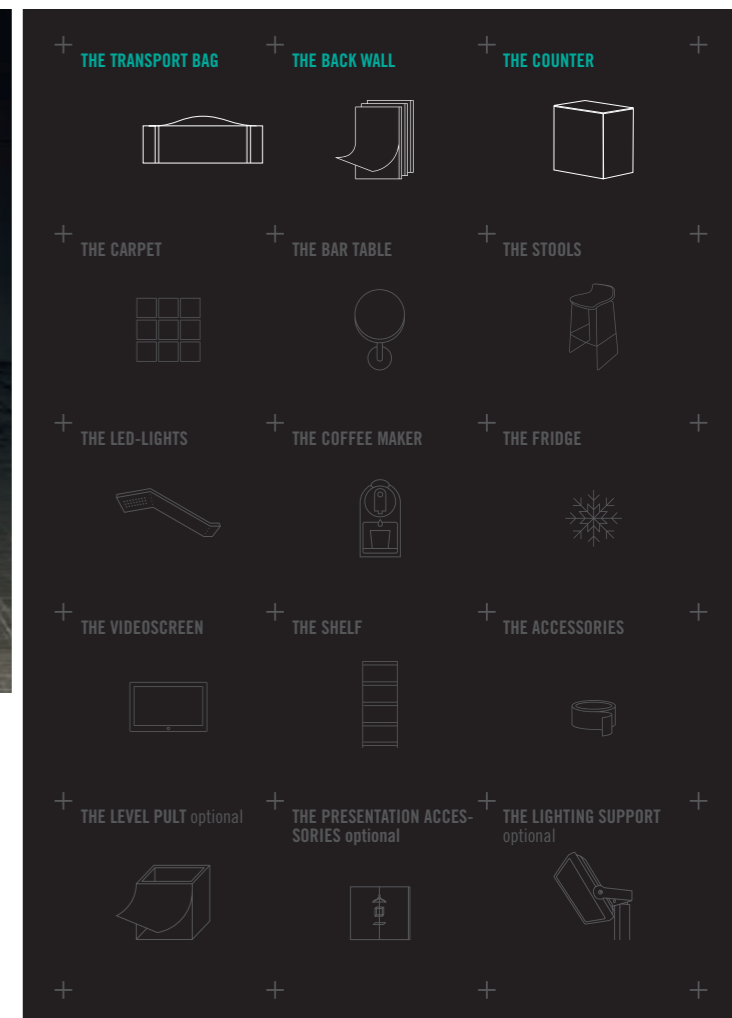 THE TRANSPORT BAG
THE BACK WALL
THE COUNTER
THE CARPET
THE BAR TABLE
THE STOOLS
THE LED-LIGHTS
THE COFFEE MAKER
THE FRIDGE
THE VIDEOSCREEN
THE SHELF
THE ACCESSORIES
THE LEVEL PULT optional
THE PRESENTATION ACCES-
SORIES optional
THE LIGHTING SUPPORT
optional